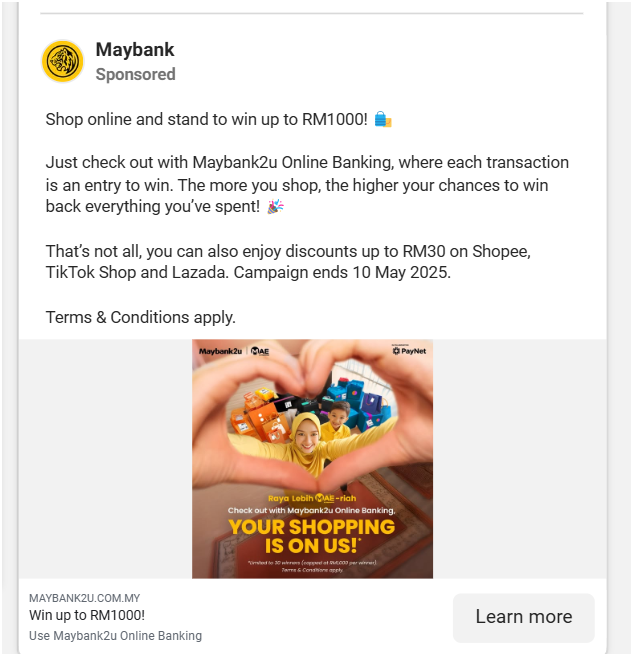 Maybank
Sponsored
Shop online and stand to win up to RM1000! 🛍️
Just check out with Maybank2u Online Banking, where each transaction
is an entry to win. The more you shop, the higher your chances to win
back everything you’ve spent! 🎉
That’s not all, you can also enjoy discounts up to RM30 on Shopee,
TikTok Shop and Lazada. Campaign ends 10 May 2025.
Terms & Conditions apply.
Maybank2u | MAE
PayNet
Raya Lebih MAE-riah
Check out with Maybank2u Online Banking,
YOUR SHOPPING
IS ON US!*
*Limited to 30 winners (capped at RM1,000 per winner).
Terms & Conditions apply.
MAYBANK2U.COM.MY
Win up to RM1000!
Use Maybank2u Online Banking
Learn more